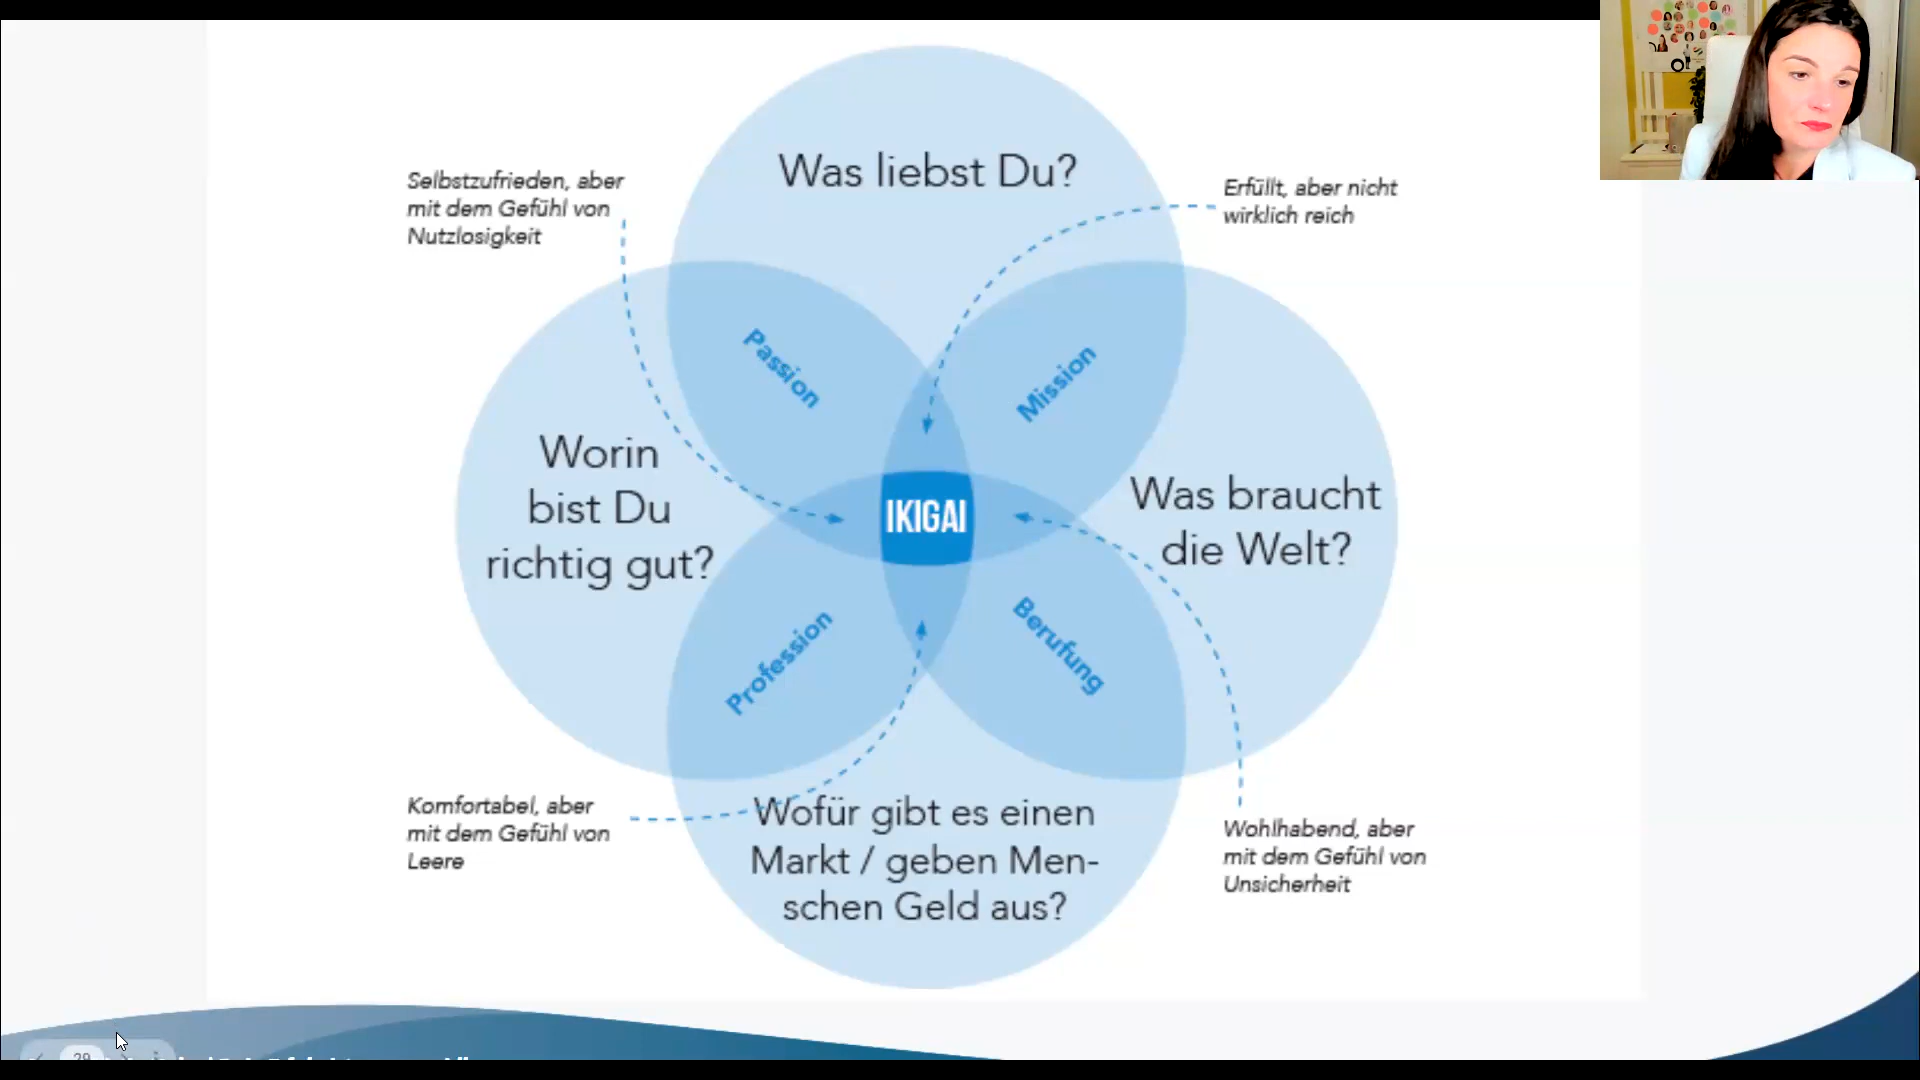 Was liebst Du?
Selbstzufrieden, aber
mit dem Gefühl von
Nutzlosigkeit
Erfüllt, aber nicht
wirklich reich
Passion
Mission
Worin
bist Du
richtig gut?
IKIGAI
Was braucht
die Welt?
Profession
Berufung
Komfortabel, aber
mit dem Gefühl von
Leere
Wofür gibt es einen
Markt / geben Men-
schen Geld aus?
Wohlhabend, aber
mit dem Gefühl von
Unsicherheit